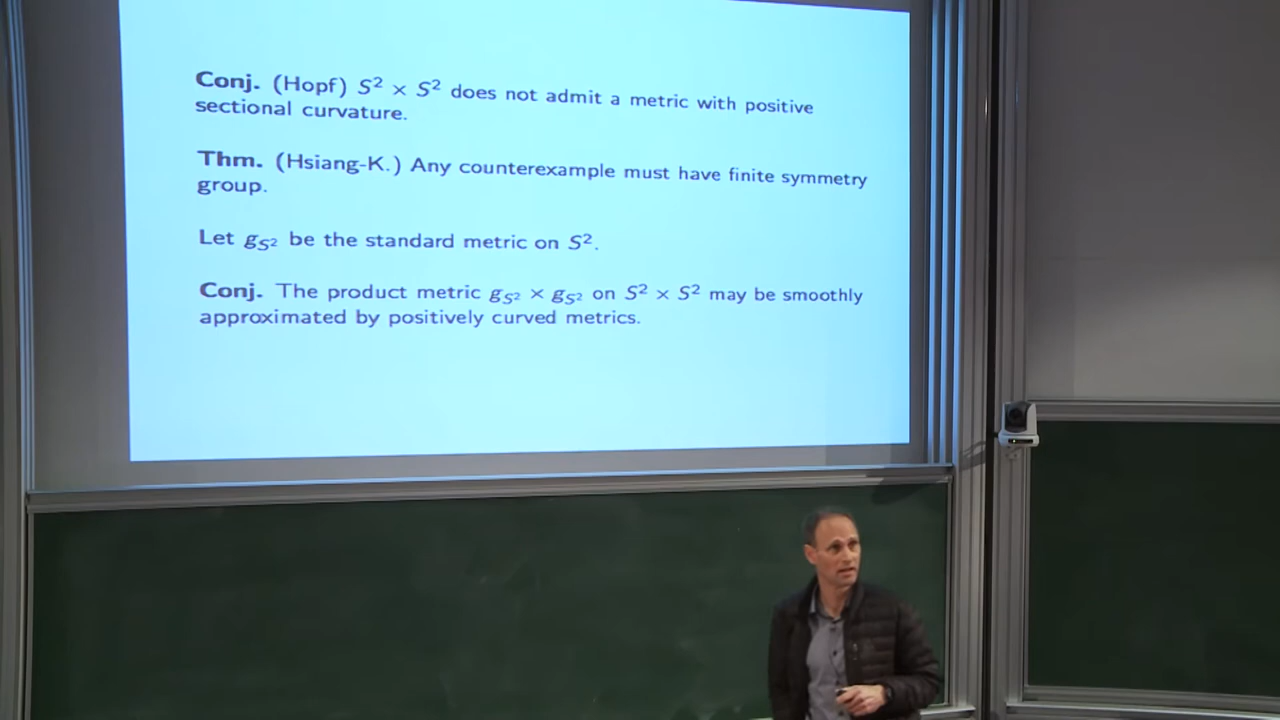 Conj. (Hopf) S² × S² does not admit a metric with positive
sectional curvature.
Thm. (Hsiang-K.) Any counterexample must have finite symmetry
group.
Let g_{S²} be the standard metric on S².
Conj. The product metric g_{S²} × g_{S²} on S² × S² may be smoothly
approximated by positively curved metrics.